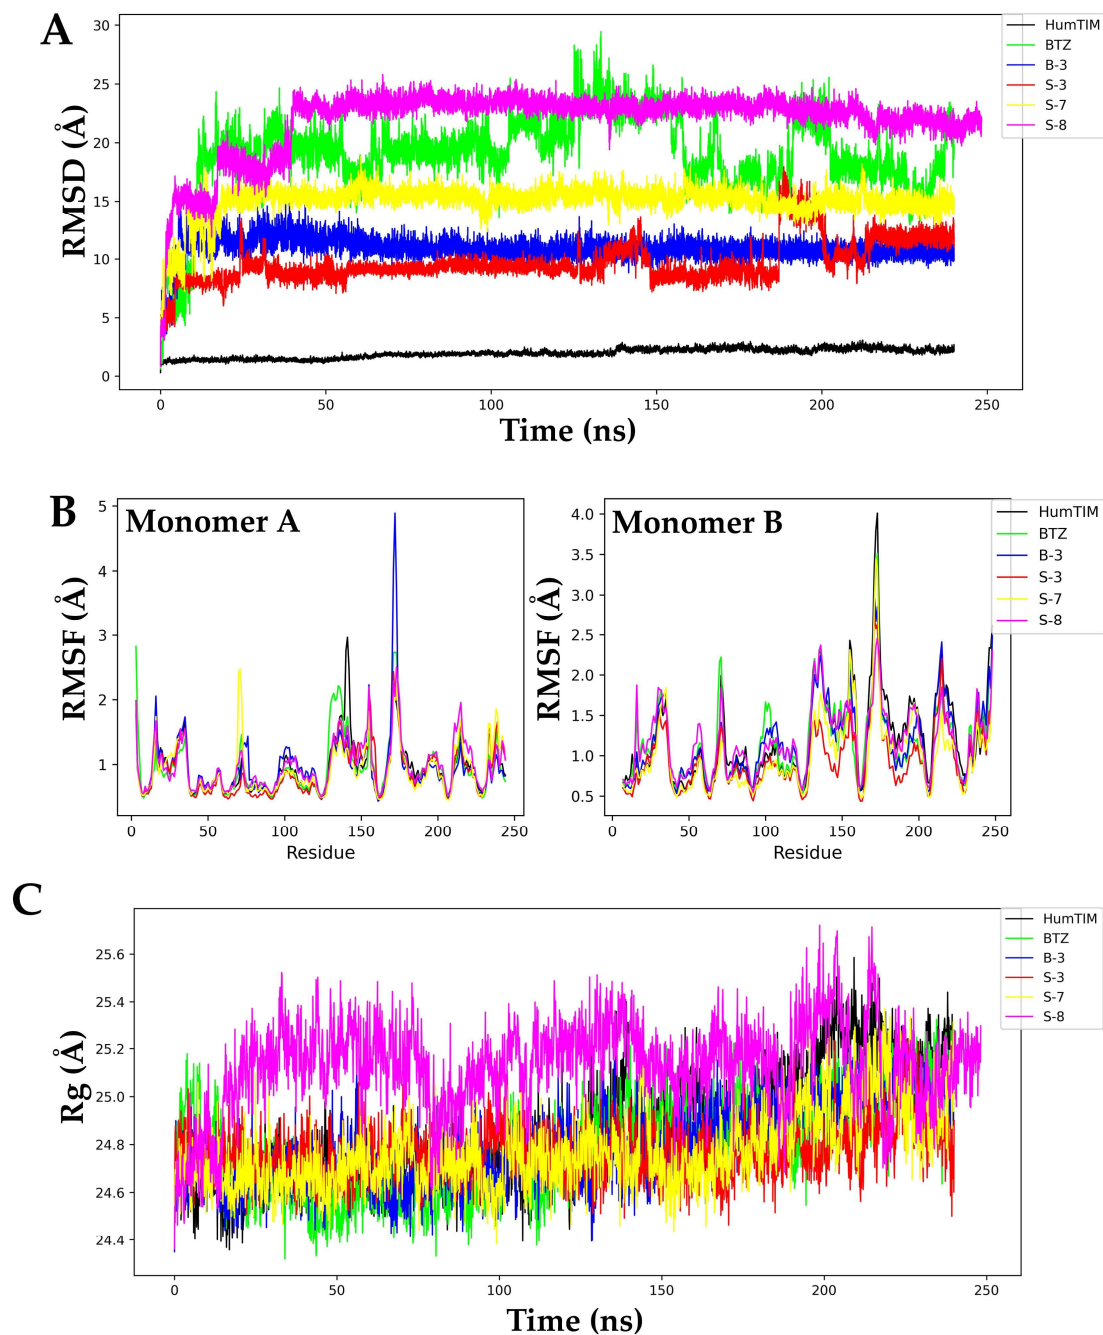 A
RMSD (Å)
30
25
20
15
10
5
0
0 50 100 150 200 250
Time (ns)
HumTIM
BTZ
B-3
S-3
S-7
S-8
B
Monomer A
RMSF (Å)
5
4
3
2
1
0 50 100 150 200 250
Residue
Monomer B
RMSF (Å)
4.0
3.5
3.0
2.5
2.0
1.5
1.0
0.5
0 50 100 150 200 250
Residue
HumTIM
BTZ
B-3
S-3
S-7
S-8
C
Rg (Å)
25.6
25.4
25.2
25.0
24.8
24.6
24.4
0 50 100 150 200 250
Time (ns)
HumTIM
BTZ
B-3
S-3
S-7
S-8